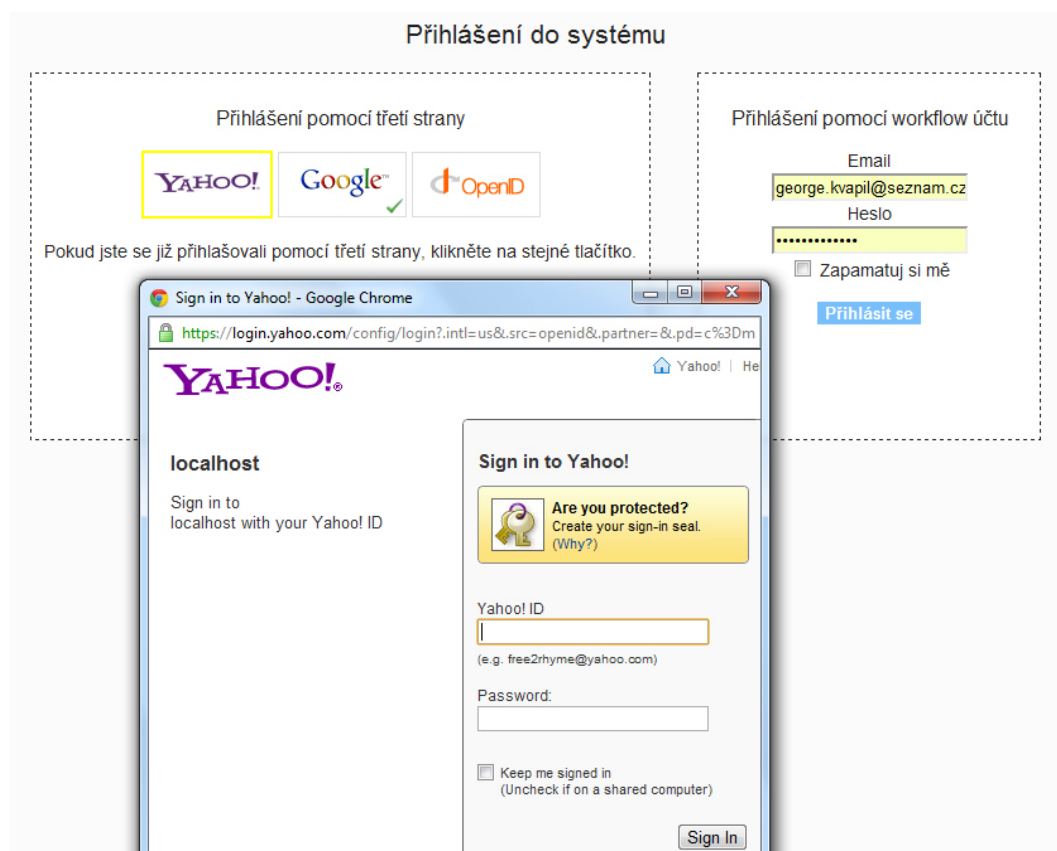 Přihlášení do systému
Přihlášení pomocí třetí strany
YAHOO!
Google™
OpenID
Pokud jste se již přihlašovali pomocí třetí strany, klikněte na stejné tlačítko.
Přihlášení pomocí workflow účtu
Email
george.kvapil@seznam.cz
Heslo
•••••••••••••
Zapamatuj si mě
Přihlásit se
Sign in to Yahoo! - Google Chrome
https://login.yahoo.com/config/login?.intl=us&.src=openid&.partner=&.pd=c%3Dm
YAHOO!®
Yahoo! | He
localhost
Sign in to
localhost with your Yahoo! ID
Sign in to Yahoo!
Are you protected?
Create your sign-in seal.
(Why?)
Yahoo! ID
(e.g. free2rhyme@yahoo.com)
Password:
Keep me signed in
(Uncheck if on a shared computer)
Sign In